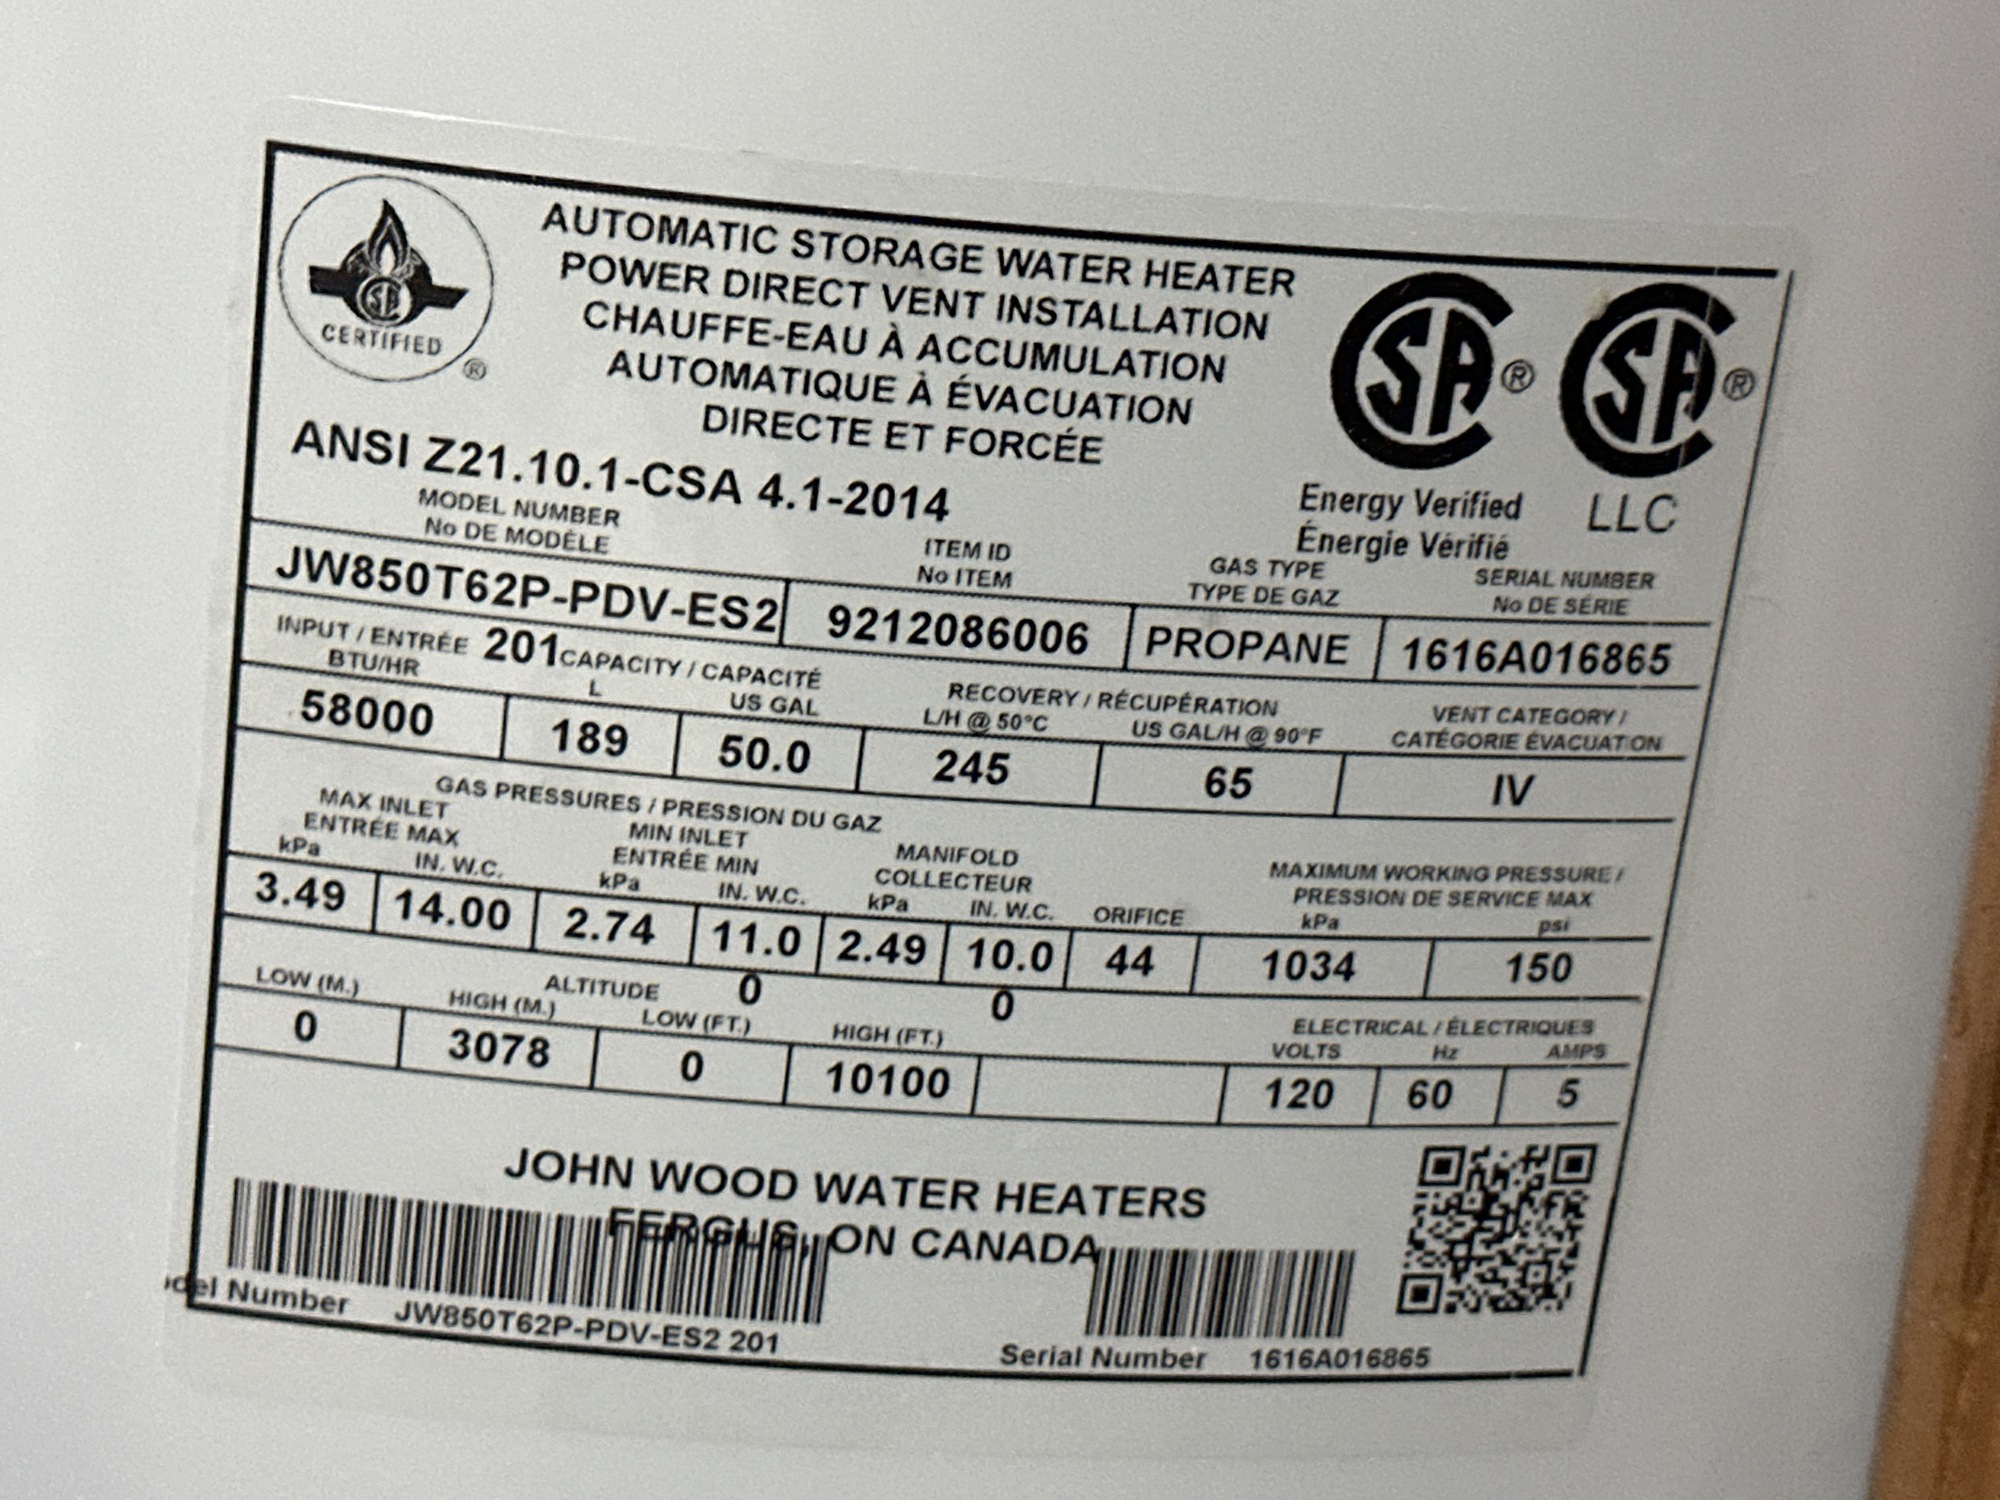 AUTOMATIC STORAGE WATER HEATER
POWER DIRECT VENT INSTALLATION
CHAUFFE-EAU À ACCUMULATION
AUTOMATIQUE À ÉVACUATION
DIRECTE ET FORCÉE
SA
CERTIFIED ®
SA ® SA ®
Energy Verified LLC
Énergie Vérifié
ANSI Z21.10.1-CSA 4.1-2014
MODEL NUMBER ITEM ID GAS TYPE SERIAL NUMBER
No DE MODÈLE No ITEM TYPE DE GAZ No DE SÉRIE
JW850T62P-PDV-ES2 9212086006 PROPANE 1616A016865
201
INPUT / ENTRÉE CAPACITY / CAPACITÉ RECOVERY / RÉCUPÉRATION VENT CATEGORY /
BTU/HR L US GAL L/H @ 50°C US GAL/H @ 90°F CATÉGORIE ÉVACUATION
58000 189 50.0 245 65 IV
GAS PRESSURES / PRESSION DU GAZ
MAX INLET MIN INLET MANIFOLD MAXIMUM WORKING PRESSURE /
ENTRÉE MAX ENTRÉE MIN COLLECTEUR PRESSION DE SERVICE MAX
kPa IN. W.C. kPa IN. W.C. kPa IN. W.C. ORIFICE kPa psi
3.49 14.00 2.74 11.0 2.49 10.0 44 1034 150
0 0
ALTITUDE ELECTRICAL / ÉLECTRIQUES
LOW (M.) HIGH (M.) LOW (FT.) HIGH (FT.) VOLTS Hz AMPS
0 3078 0 10100 120 60 5
JOHN WOOD WATER HEATERS
FERGUS, ON CANADA
del Number JW850T62P-PDV-ES2 201
Serial Number 1616A016865